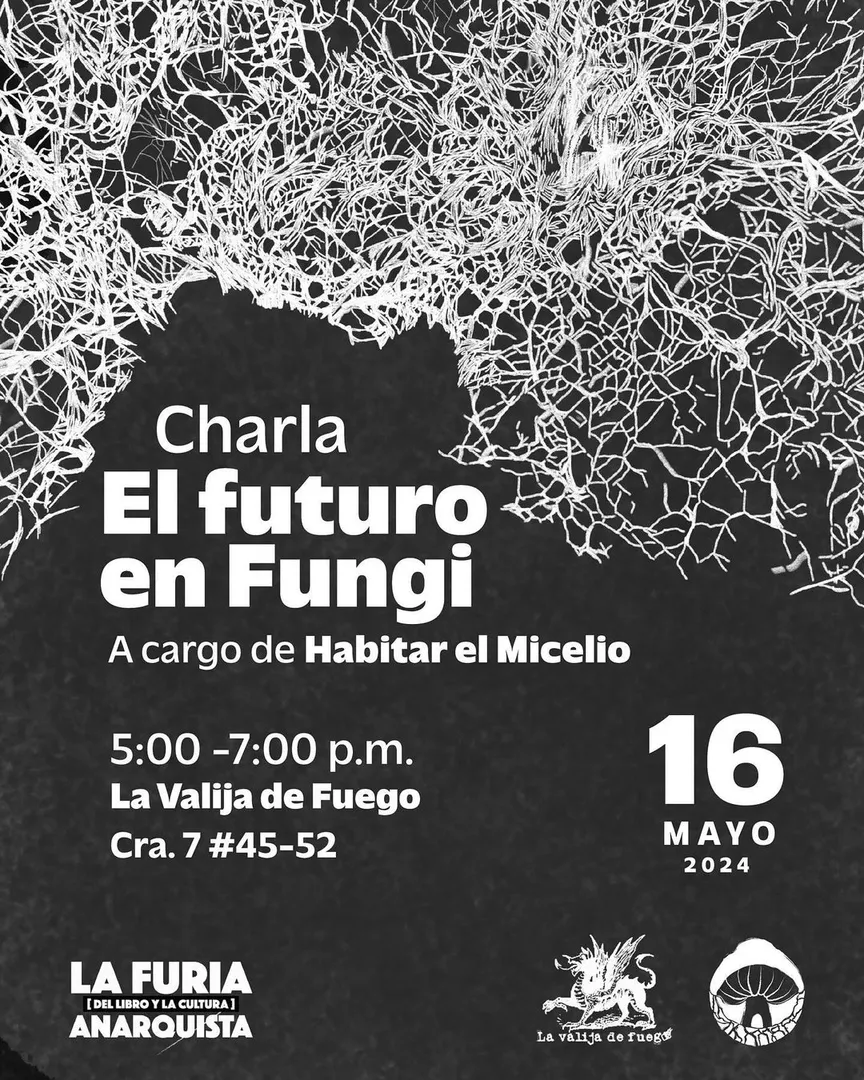 Charla
El futuro
en Fungi
A cargo de Habitar el Micelio
5:00 -7:00 p.m.
La Valija de Fuego
Cra. 7 #45-52
16
MAYO
2024
LA FURIA
[DEL LIBRO Y LA CULTURA]
ANARQUISTA
La valija de fuego